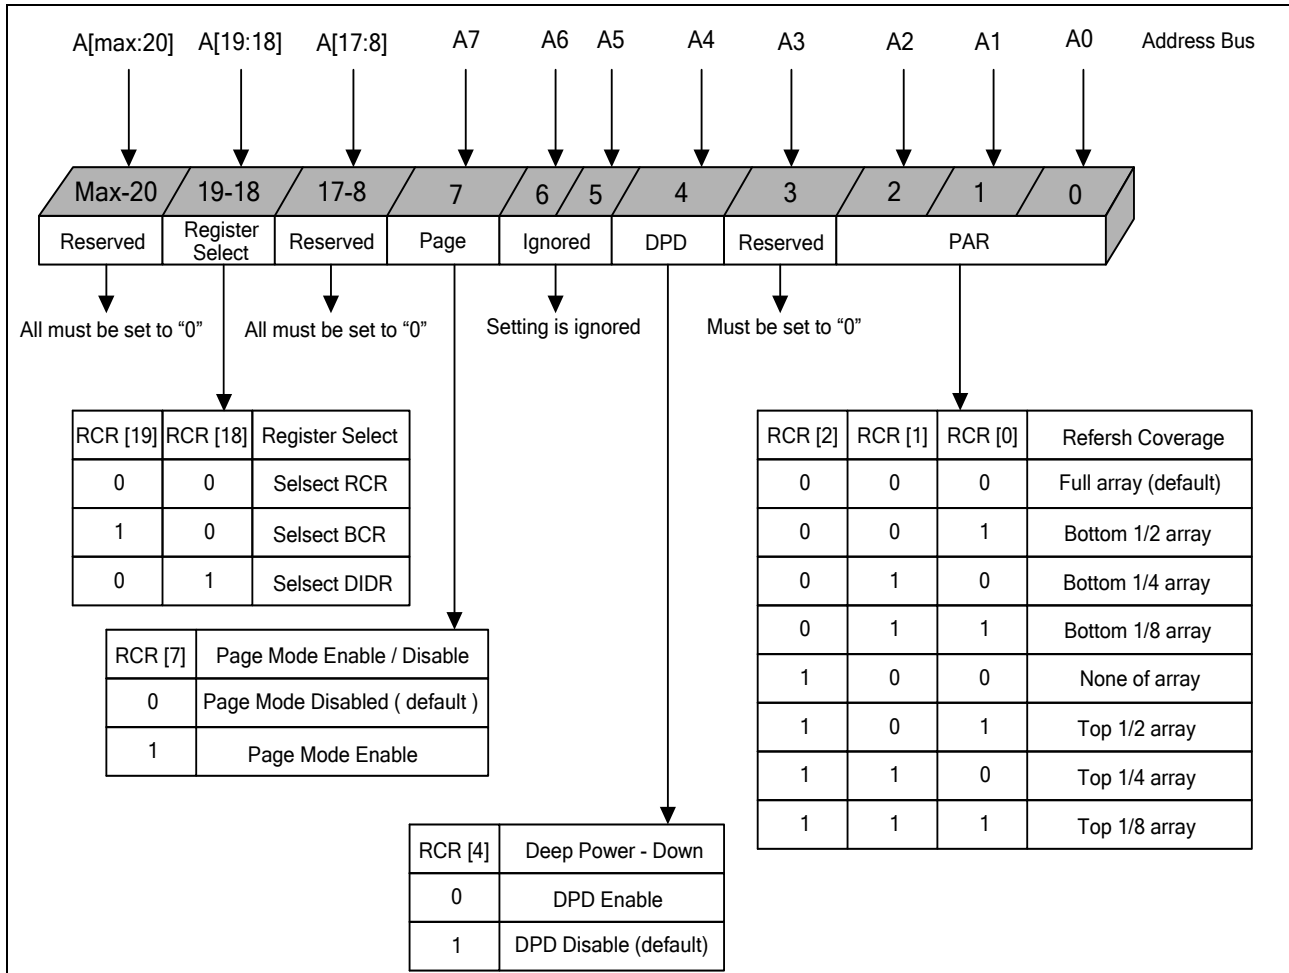 A[max:20] A[19:18] A[17:8] A7 A6 A5 A4 A3 A2 A1 A0 Address Bus
Max-20 19-18 17-8 7 6 5 4 3 2 1 0
Reserved Register Select Reserved Page Ignored DPD Reserved PAR
All must be set to “0” All must be set to “0” Setting is ignored Must be set to “0”
RCR [19] RCR [18] Register Select
0 0 Selsect RCR
1 0 Selsect BCR
0 1 Selsect DIDR
RCR [7] Page Mode Enable / Disable
0 Page Mode Disabled ( default )
1 Page Mode Enable
RCR [4] Deep Power - Down
0 DPD Enable
1 DPD Disable (default)
RCR [2] RCR [1] RCR [0] Refersh Coverage
0 0 0 Full array (default)
0 0 1 Bottom 1/2 array
0 1 0 Bottom 1/4 array
0 1 1 Bottom 1/8 array
1 0 0 None of array
1 0 1 Top 1/2 array
1 1 0 Top 1/4 array
1 1 1 Top 1/8 array